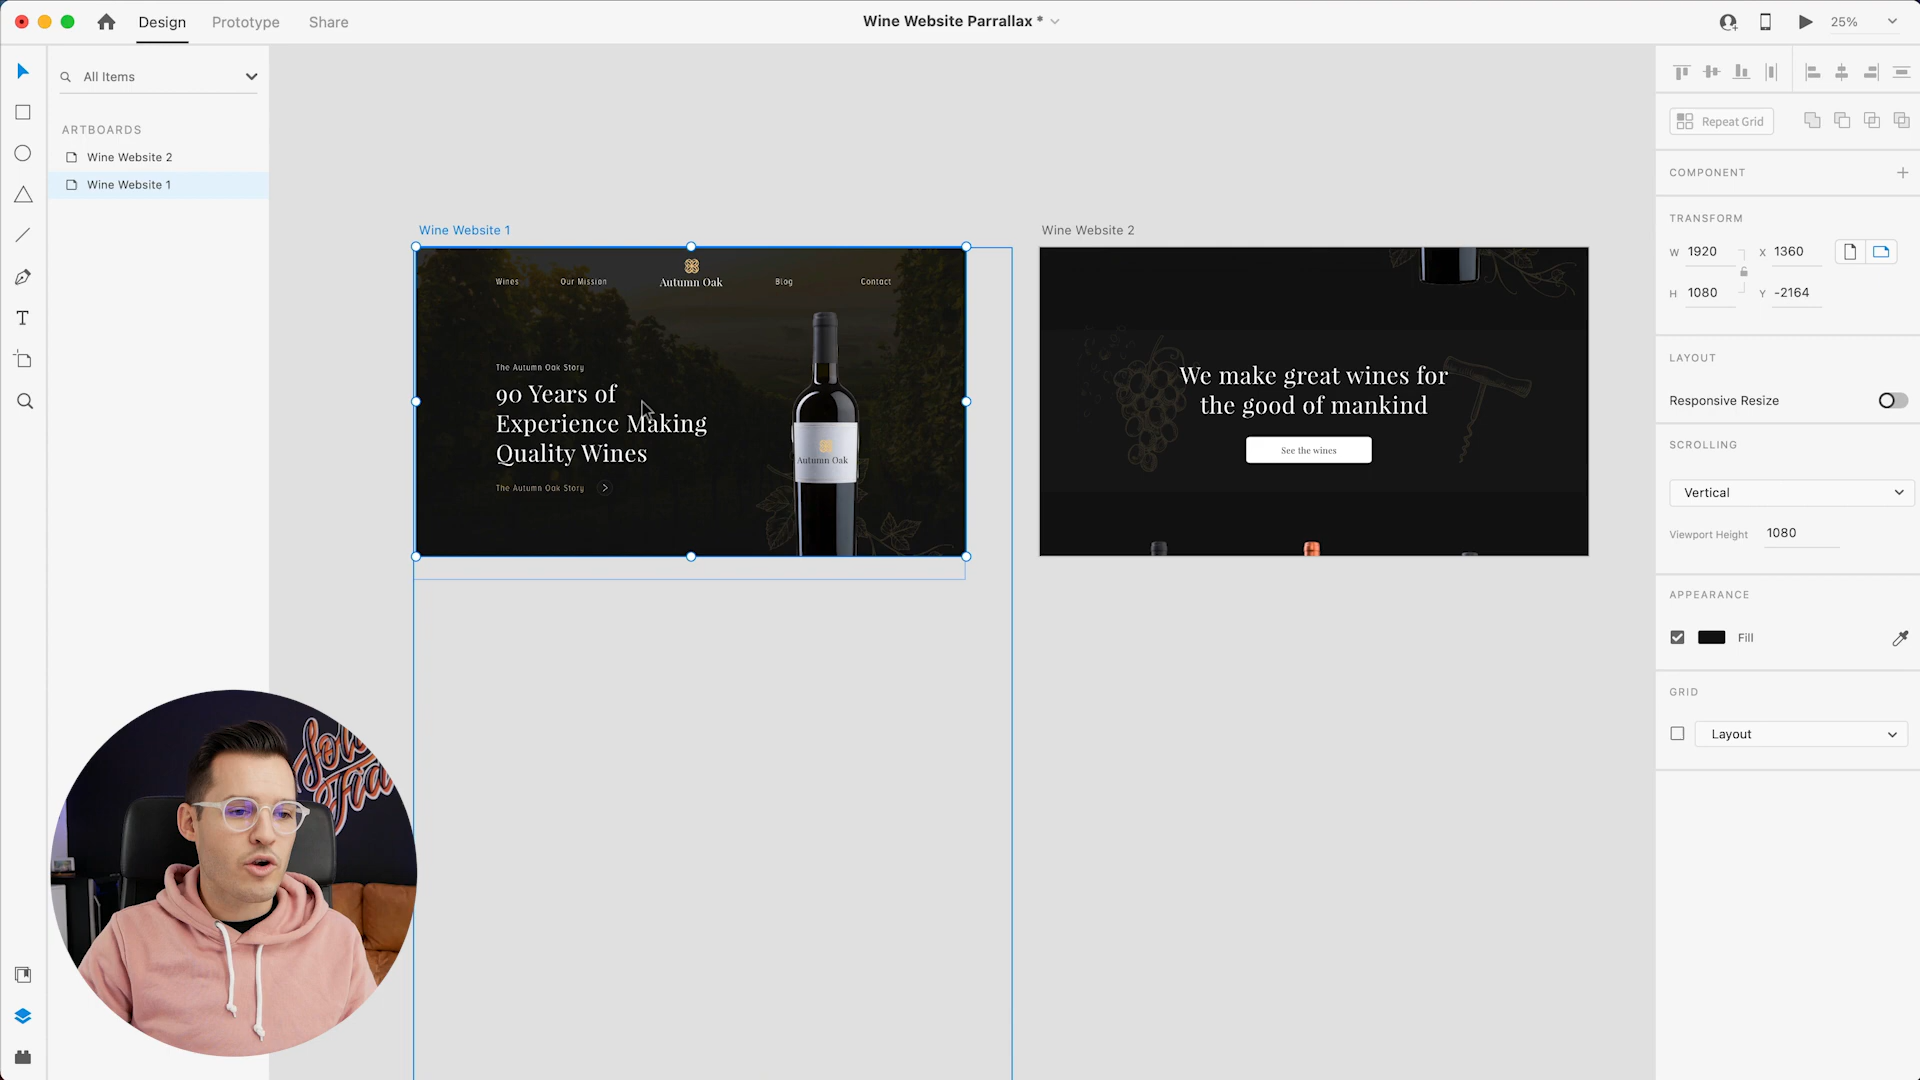 Design
Prototype
Share
Wine Website Parrallax *
25%
All Items
ARTBOARDS
Wine Website 2
Wine Website 1
Wine Website 1
Wines
Our Mission
Autumn Oak
Blog
Contact
The Autumn Oak Story
90 Years of
Experience Making
Quality Wines
The Autumn Oak Story
Autumn Oak
Wine Website 2
We make great wines for
the good of mankind
See the wines
Repeat Grid
COMPONENT
TRANSFORM
W 1920
X 1360
H 1080
Y -2164
LAYOUT
Responsive Resize
SCROLLING
Vertical
Viewport Height 1080
APPEARANCE
Fill
GRID
Layout